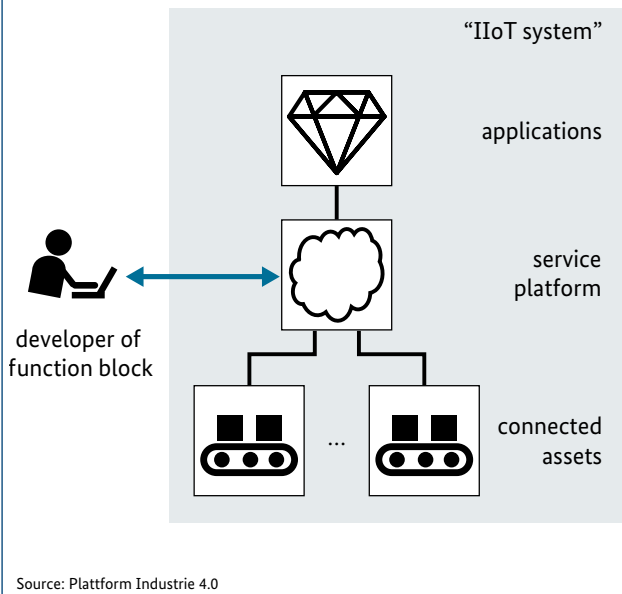 “IIoT system”
applications
service
platform
developer of
function block
...
connected
assets
Source: Plattform Industrie 4.0